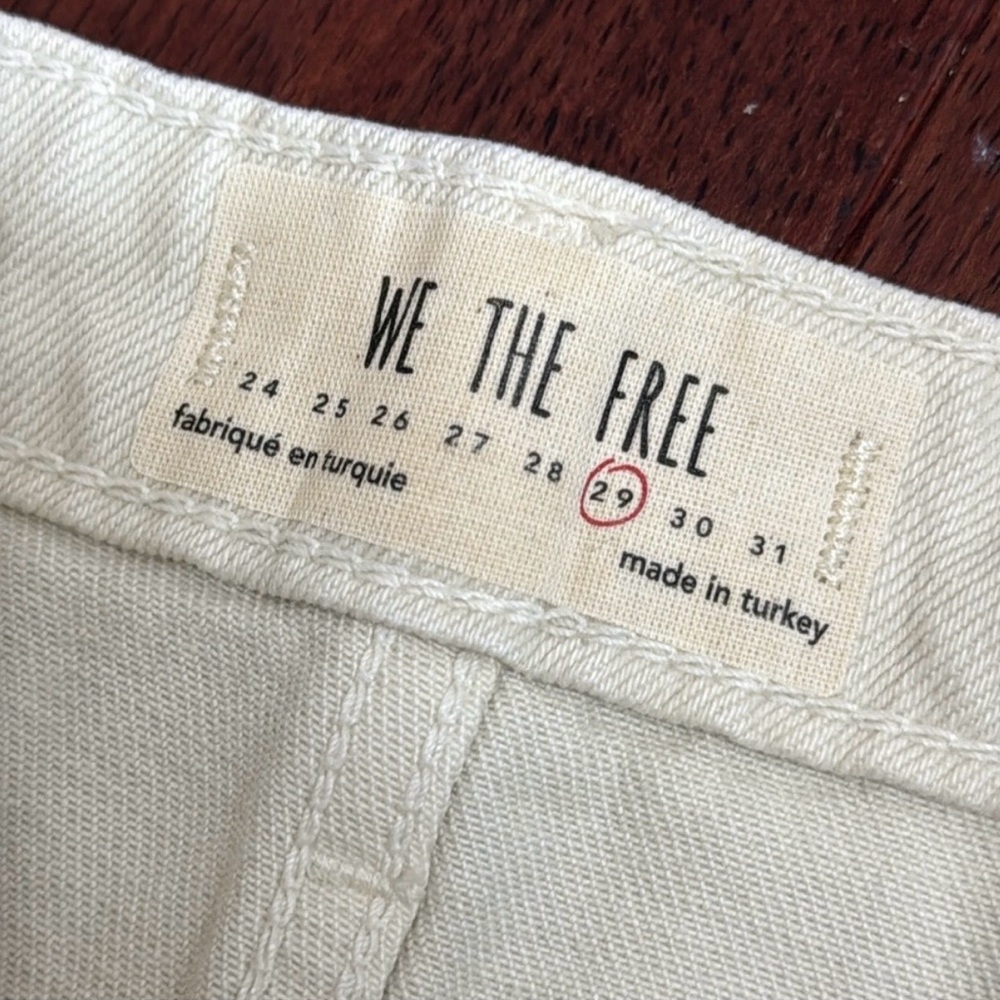 WE THE FREE
24 25 26 27 28 29 30 31
fabriqué en turquie
made in turkey